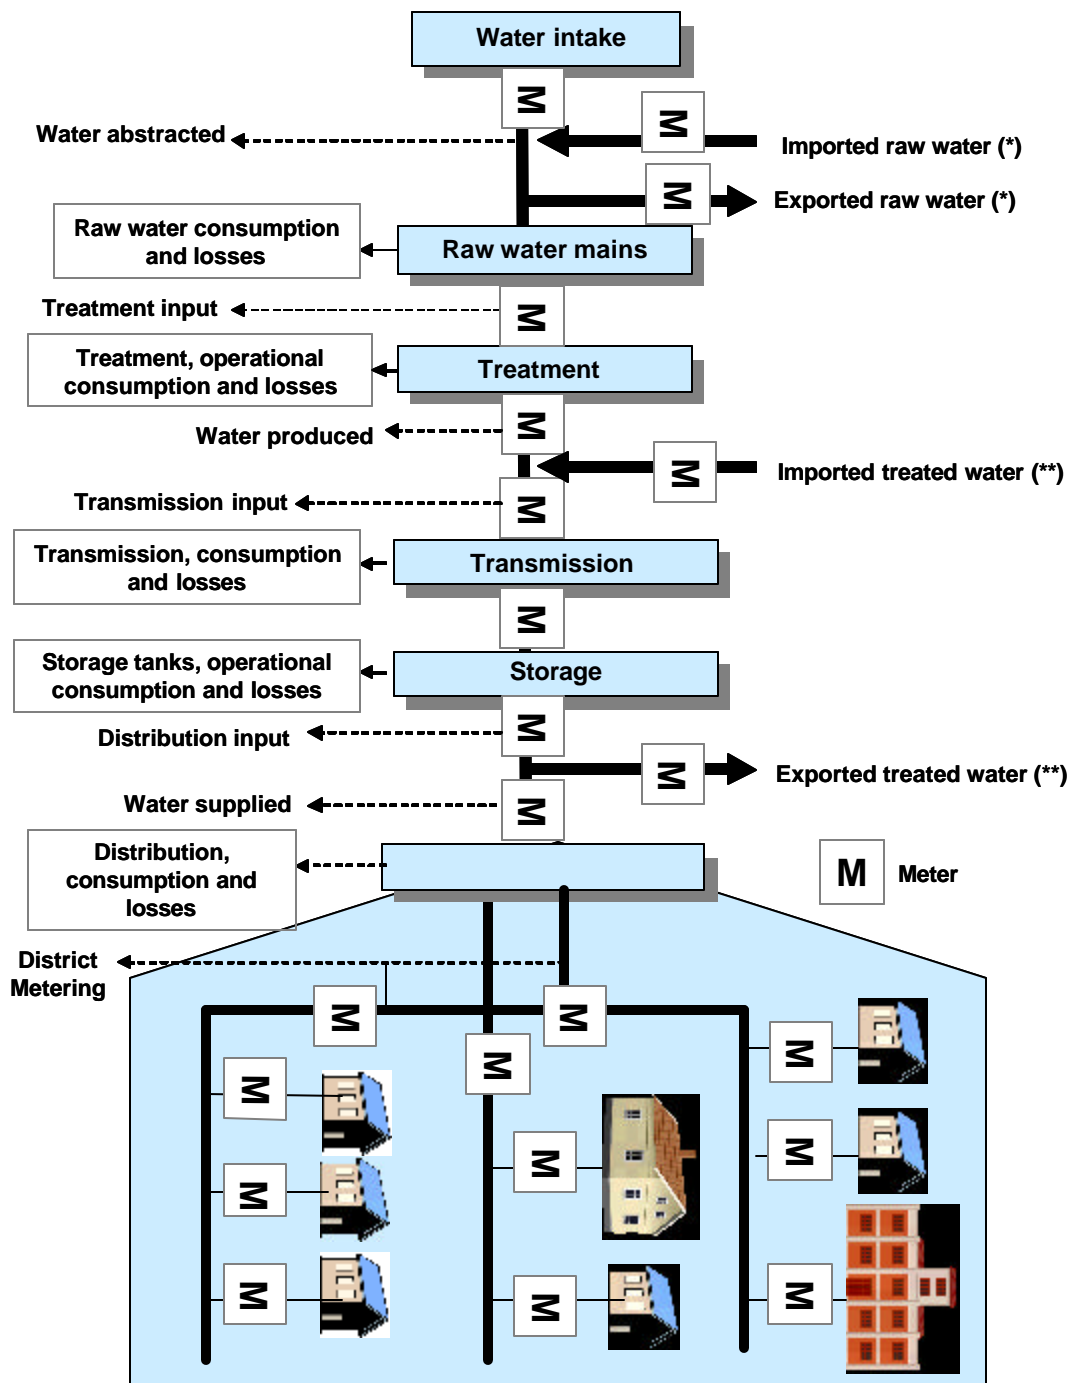 Water intake
M
M
Water abstracted
Imported raw water (*)
M
Exported raw water (*)
Raw water consumption
and losses
Raw water mains
Treatment input
M
Treatment, operational
consumption and losses
Treatment
M
Water produced
M
Imported treated water (**)
Transmission input
M
Transmission, consumption
and losses
Transmission
M
Storage tanks, operational
consumption and losses
Storage
M
Distribution input
M
Exported treated water (**)
Water supplied
M
Distribution,
consumption and
losses
M
Meter
District
Metering
M
M
M
M
M
M
M
M
M
M
M
M